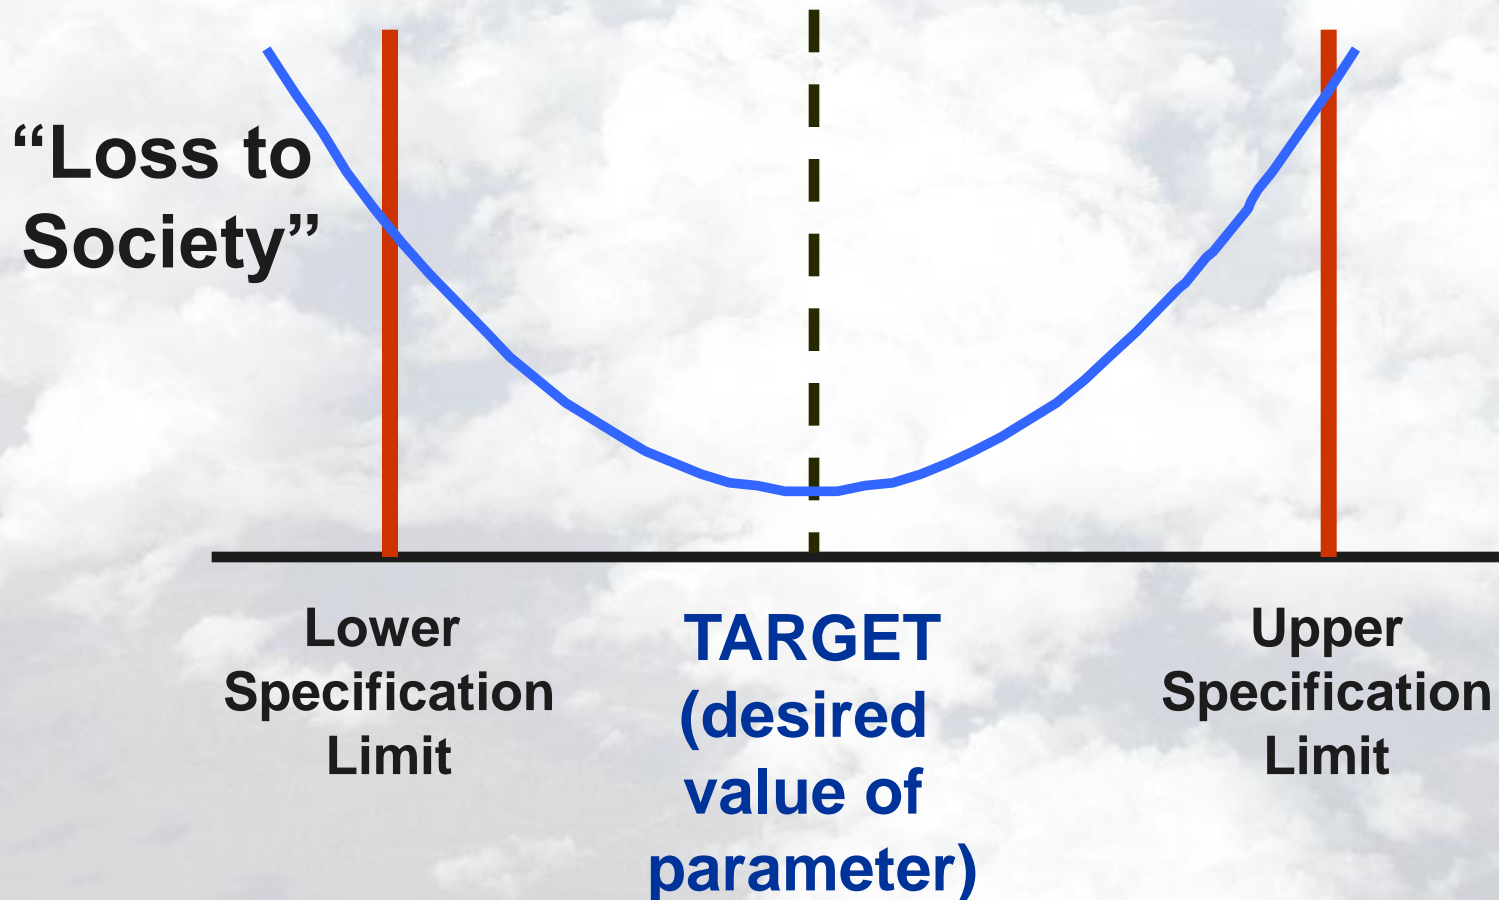 “Loss to
Society”
Lower
Specification
Limit
TARGET
(desired
value of
parameter)
Upper
Specification
Limit